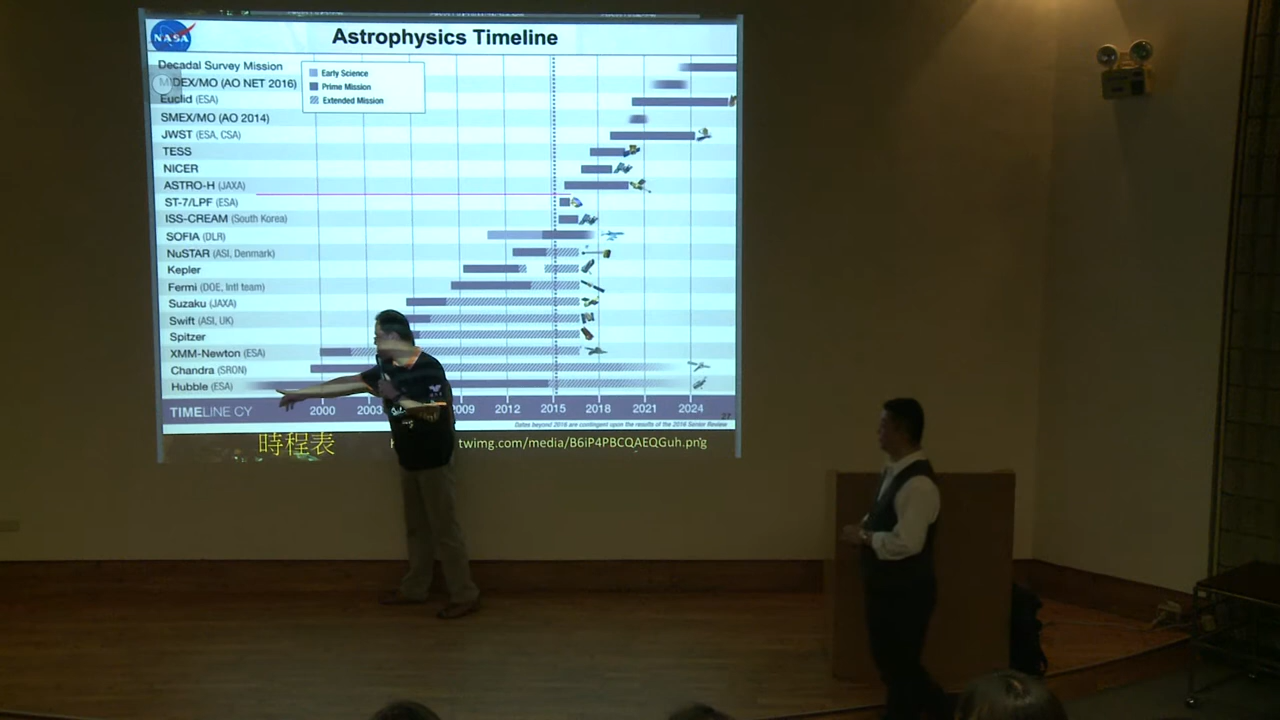 NASA
Astrophysics Timeline
Early Science
Prime Mission
Extended Mission
Decadal Survey Mission
MIDEX/MO (AO NET 2016)
Euclid (ESA)
SMEX/MO (AO 2014)
JWST (ESA, CSA)
TESS
NICER
ASTRO-H (JAXA)
ST-7/LPF (ESA)
ISS-CREAM (South Korea)
SOFIA (DLR)
NuSTAR (ASI, Denmark)
Kepler
Fermi (DOE, Intl team)
Suzaku (JAXA)
Swift (ASI, UK)
Spitzer
XMM-Newton (ESA)
Chandra (SRON)
Hubble (ESA)
TIMELINE CY 2000 2003 2009 2012 2015 2018 2021 2024
27
Dates beyond 2016 are contingent upon the results of the 2016 Senior Review
時程表 twimg.com/media/B6iP4PBCQAEQGuh.png